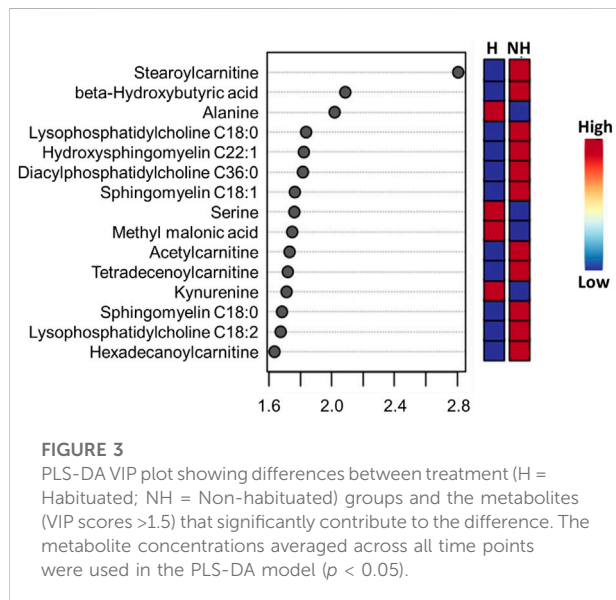 H NH
Stearoylcarnitine
beta-Hydroxybutyric acid
Alanine
Lysophosphatidylcholine C18:0
Hydroxysphingomyelin C22:1
Diacylphosphatidylcholine C36:0
Sphingomyelin C18:1
Serine
Methyl malonic acid
Acetylcarnitine
Tetradecenoylcarnitine
Kynurenine
Sphingomyelin C18:0
Lysophosphatidylcholine C18:2
Hexadecanoylcarnitine
High
Low
1.6 2.0 2.4 2.8
FIGURE 3
PLS-DA VIP plot showing differences between treatment (H =
Habituated; NH = Non-habituated) groups and the metabolites
(VIP scores >1.5) that significantly contribute to the difference. The
metabolite concentrations averaged across all time points
were used in the PLS-DA model (p < 0.05).